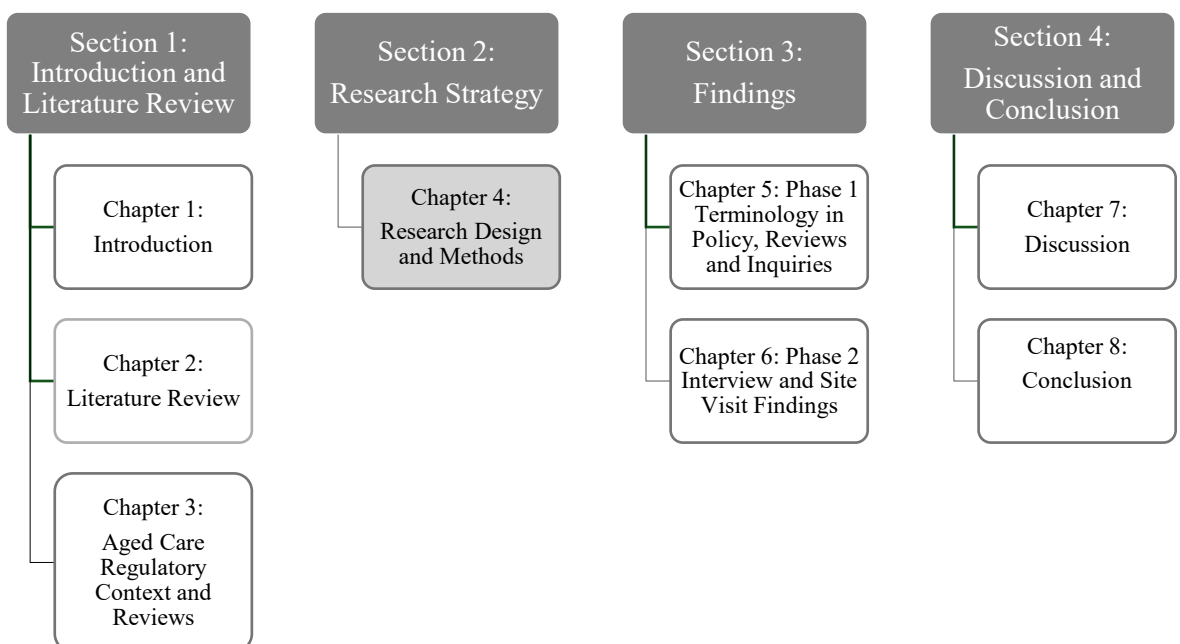 Section 1:
Introduction and
Literature Review
Chapter 1:
Introduction
Chapter 2:
Literature Review
Chapter 3:
Aged Care
Regulatory
Context and
Reviews
Section 2:
Research Strategy
Chapter 4:
Research Design
and Methods
Section 3:
Findings
Chapter 5: Phase 1
Terminology in
Policy, Reviews
and Inquiries
Chapter 6: Phase 2
Interview and Site
Visit Findings
Section 4:
Discussion and
Conclusion
Chapter 7:
Discussion
Chapter 8:
Conclusion